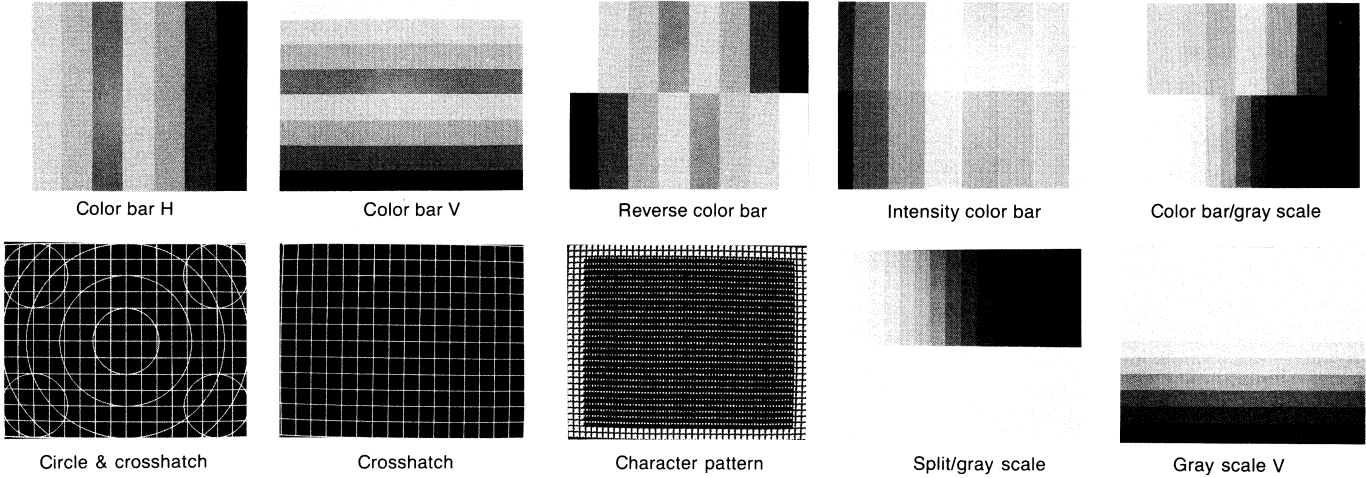 Color bar H
Color bar V
Reverse color bar
Intensity color bar
Color bar/gray scale
Circle & crosshatch
Crosshatch
Character pattern
Split/gray scale
Gray scale V